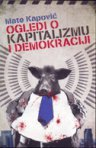 Mate Kapović
OGLEDI O
KAPITALIZMU
I DEMOKRACIJI